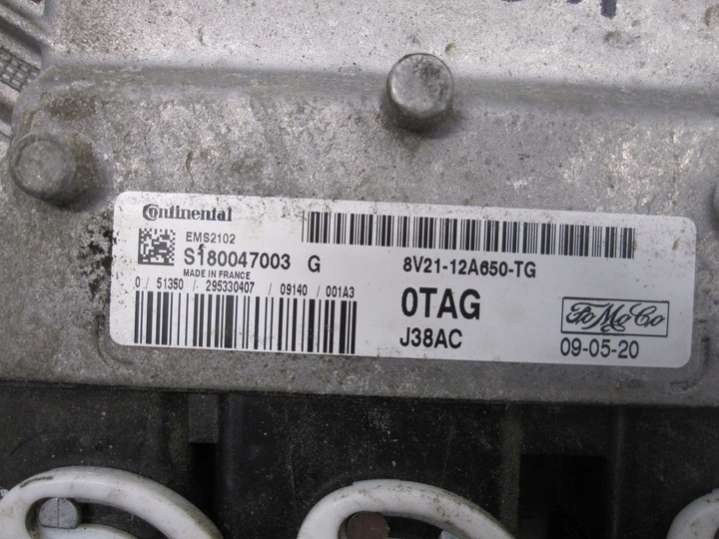 Continental
EMS2102
S180047003 G
MADE IN FRANCE
0 / 51350 / 295330407 / 09140 / 001A3
8V21-12A650-TG
0TAG
J38AC
FoMoCo
09-05-20